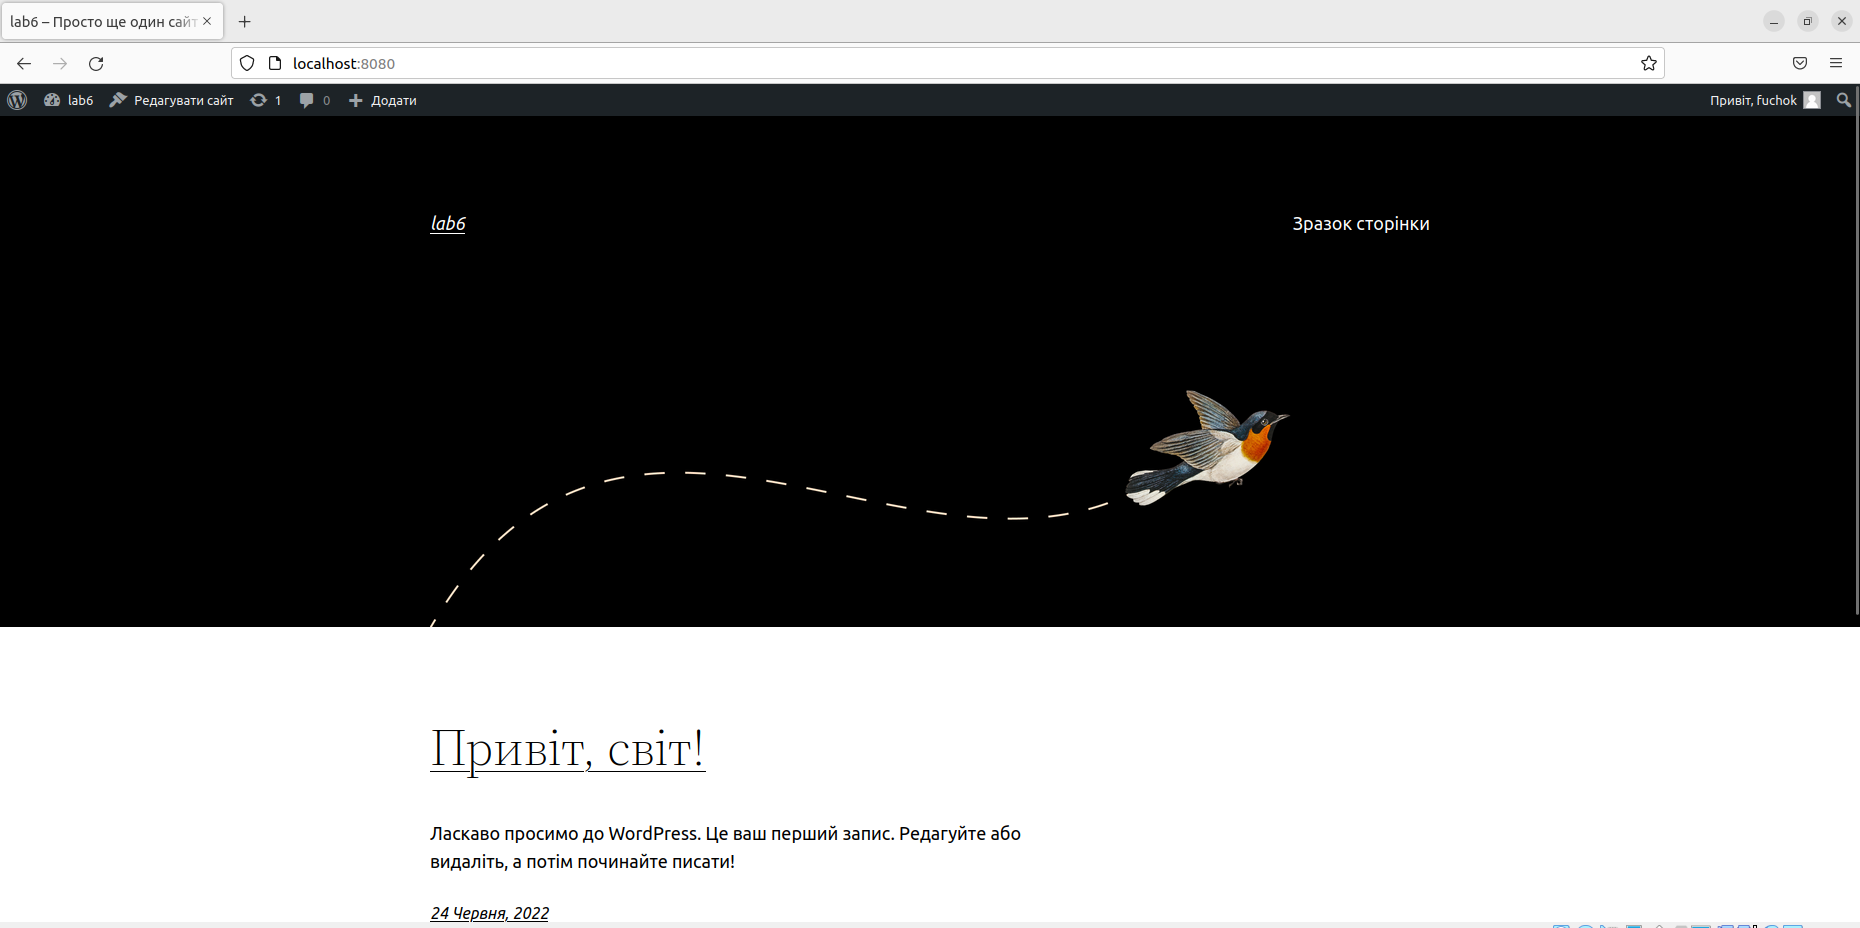 lab6 – Просто ще один сайт
localhost:8080
lab6 Редагувати сайт 1 0 Додати Привіт, fuchok
lab6 Зразок сторінки
Привіт, світ!
Ласкаво просимо до WordPress. Це ваш перший запис. Редагуйте або
видаліть, а потім починайте писати!
24 Червня, 2022